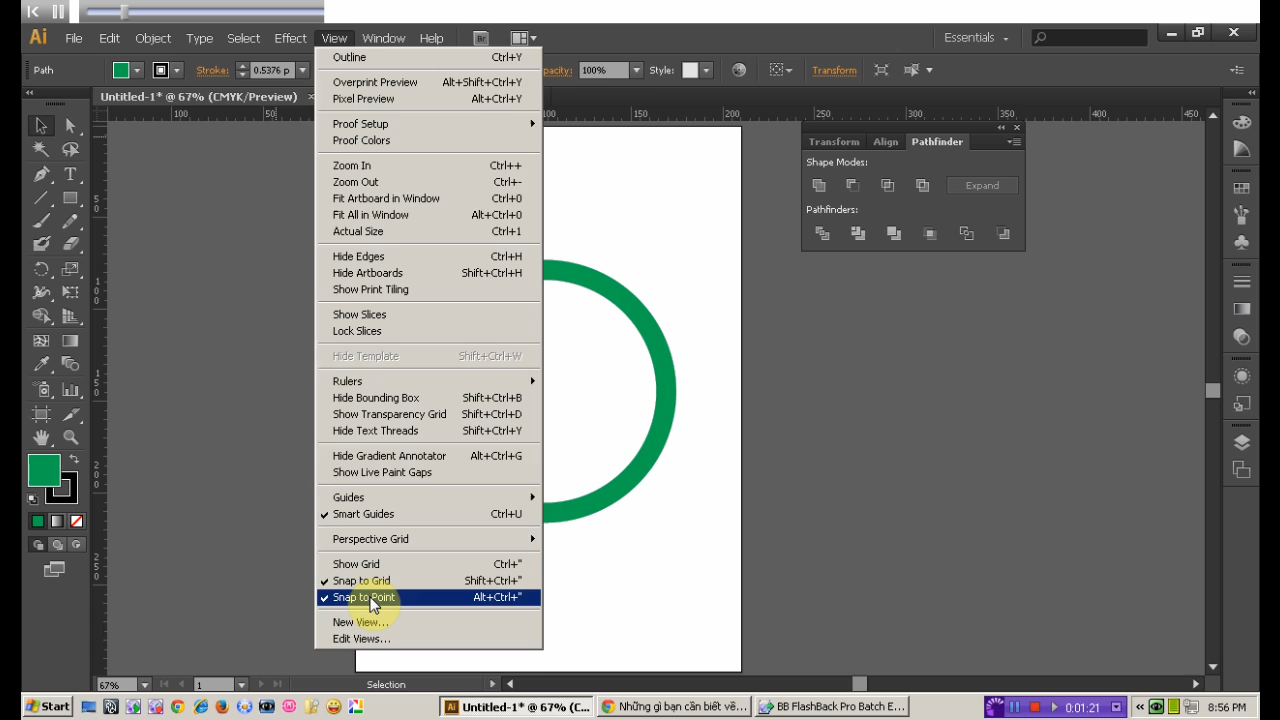 Ai File Edit Object Type Select Effect View Window Help Br Essentials
Path Stroke: 0.5376 p pacity: 100% Style: Transform
Untitled-1* @ 67% (CMYK/Preview)
100 50 100 150 200 250 300 350 400 450
Outline Ctrl+Y
Overprint Preview Alt+Shift+Ctrl+Y
Pixel Preview Alt+Ctrl+Y
Proof Setup
Proof Colors
Zoom In Ctrl++
Zoom Out Ctrl+-
Fit Artboard in Window Ctrl+0
Fit All in Window Alt+Ctrl+0
Actual Size Ctrl+1
Hide Edges Ctrl+H
Hide Artboards Shift+Ctrl+H
Show Print Tiling
Show Slices
Lock Slices
Hide Template Shift+Ctrl+W
Rulers
Hide Bounding Box Shift+Ctrl+B
Show Transparency Grid Shift+Ctrl+D
Hide Text Threads Shift+Ctrl+Y
Hide Gradient Annotator Alt+Ctrl+G
Show Live Paint Gaps
Guides
Smart Guides Ctrl+U
Perspective Grid
Show Grid Ctrl+"
Snap to Grid Shift+Ctrl+"
Snap to Point Alt+Ctrl+"
New View...
Edit Views...
Transform Align Pathfinder
Shape Modes:
Expand
Pathfinders:
50
100
150
200
250
67% 1 Selection
Start Untitled-1* @ 67% (C... Những gì bạn cần biết về... BB FlashBack Pro Batch E... 0:01:21 8:56 PM